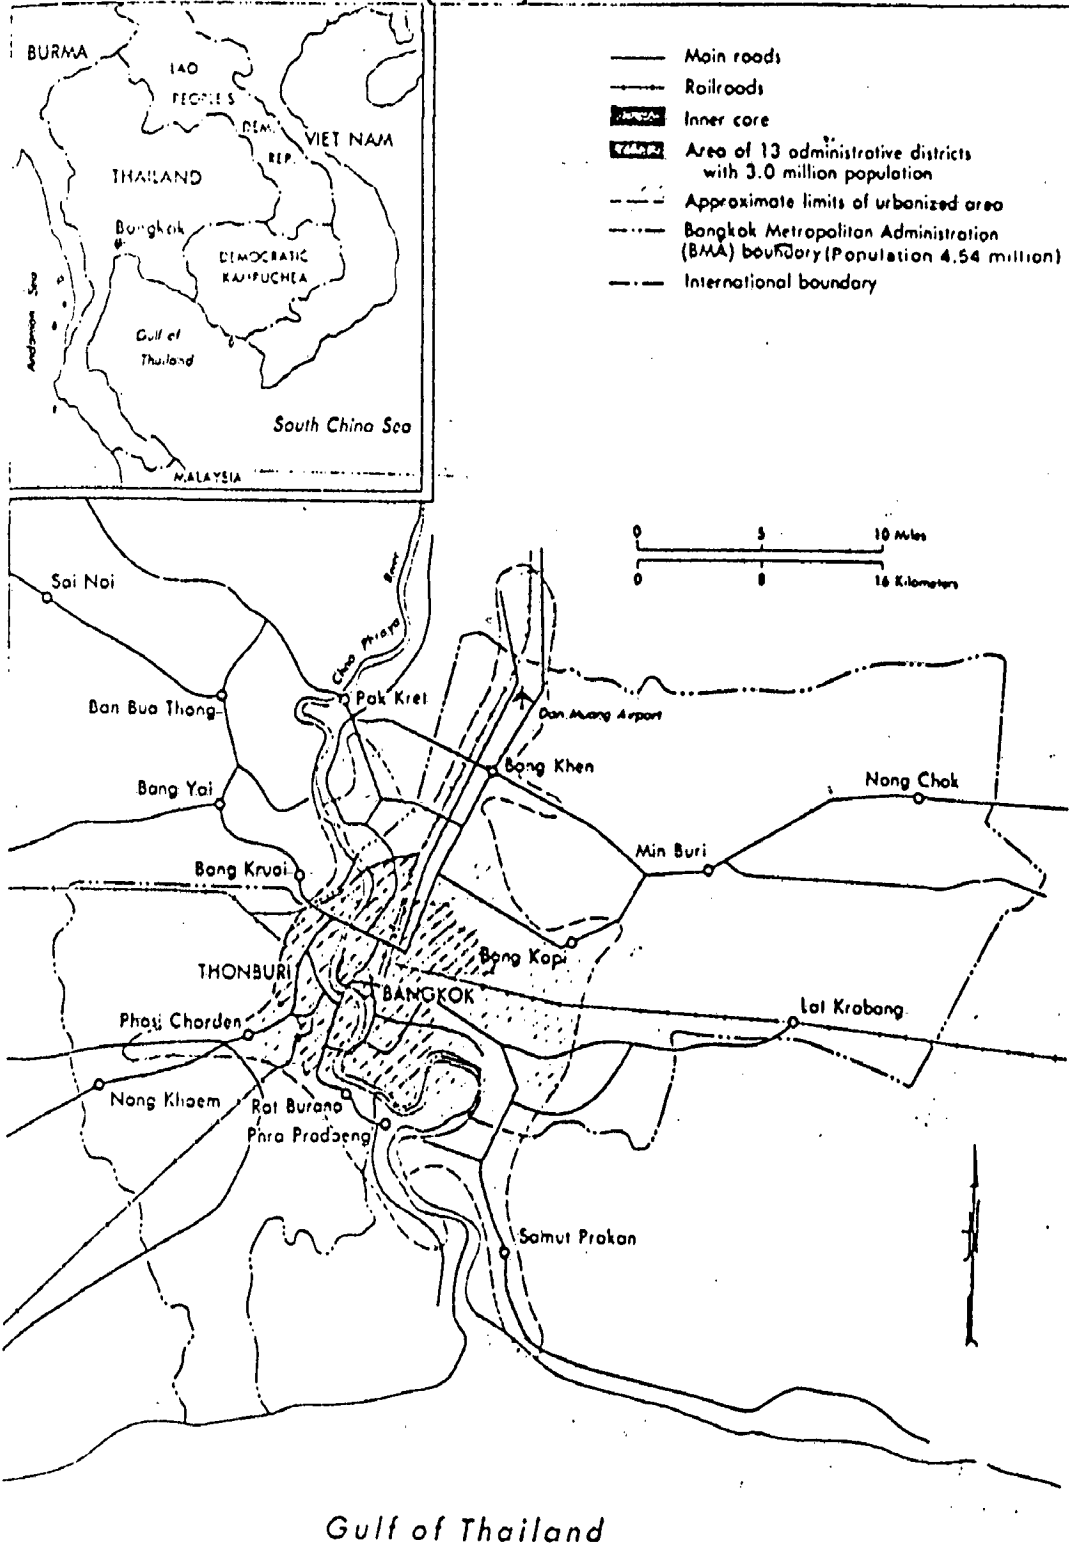 BURMA
LAO
PEOPLE'S
DEM.
REP.
VIET NAM
THAILAND
Bangkok
DEMOCRATIC
KAMPUCHEA
Andaman Sea
Gulf of
Thailand
South China Sea
MALAYSIA
Main roads
Railroads
Inner core
Area of 13 administrative districts
with 3.0 million population
Approximate limits of urbanized area
Bangkok Metropolitan Administration
(BMA) boundary (Population 4.54 million)
International boundary
0 5 10 Miles
0 8 16 Kilometers
Sai Noi
Chao Phraya River
Ban Bua Thong
Pak Kret
Don Muang Airport
Bang Khen
Bang Yai
Nong Chok
Min Buri
Bang Kruai
Bang Kapi
THONBURI
BANGKOK
Lat Krabang
Phasi Charoen
Nong Khaem
Rat Burana
Phra Pradaeng
Samut Prakan
Gulf of Thailand